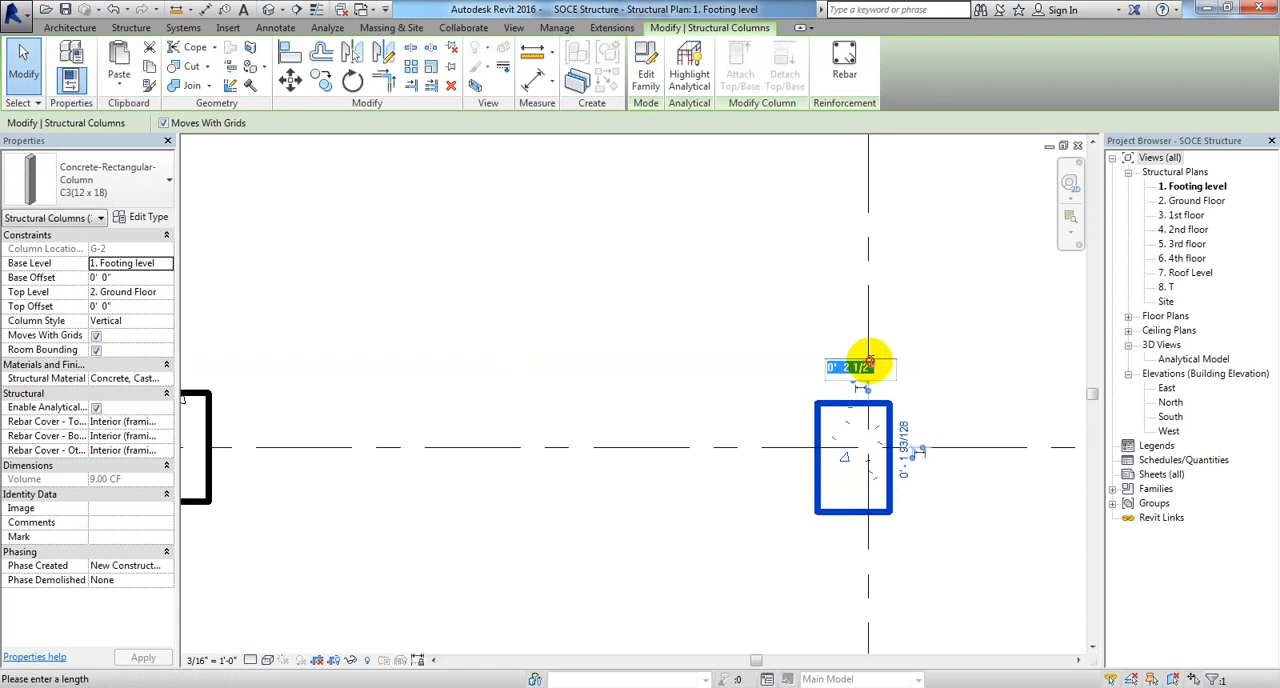 Autodesk Revit 2016 - SOCE Structure - Structural Plan: 1. Footing level
Type a keyword or phrase
Sign In
Architecture Structure Systems Insert Annotate Analyze Massing & Site Collaborate View Manage Extensions Modify | Structural Columns
Modify
Paste
Cope
Cut
Join
Edit Family
Highlight Analytical
Attach Top/Base
Detach Top/Base
Rebar
Select Properties Clipboard Geometry Modify View Measure Create Mode Analytical Modify Column Reinforcement
Modify | Structural Columns
Moves With Grids
Properties
Concrete-Rectangular-
Column
C3(12 x 18)
Structural Columns (
Edit Type
Constraints
Column Locatio... G-2
Base Level 1. Footing level
Base Offset 0' 0"
Top Level 2. Ground Floor
Top Offset 0' 0"
Column Style Vertical
Moves With Grids
Room Bounding
Materials and Fini...
Structural Material Concrete, Cast...
Structural
Enable Analytical...
Rebar Cover - To... Interior (frami...
Rebar Cover - Bo... Interior (frami...
Rebar Cover - Ot... Interior (frami...
Dimensions
Volume 9.00 CF
Identity Data
Image
Comments
Mark
Phasing
Phase Created New Construct...
Phase Demolished None
Properties help
Apply
0' 2 1/2"
0' - 1 93/128
Project Browser - SOCE Structure
Views (all)
Structural Plans
1. Footing level
2. Ground Floor
3. 1st floor
4. 2nd floor
5. 3rd floor
6. 4th floor
7. Roof Level
8. T
Site
Floor Plans
Ceiling Plans
3D Views
Analytical Model
Elevations (Building Elevation)
East
North
South
West
Legends
Schedules/Quantities
Sheets (all)
Families
Groups
Revit Links
3/16" = 1'-0"
Please enter a length
:0
Main Model
:1